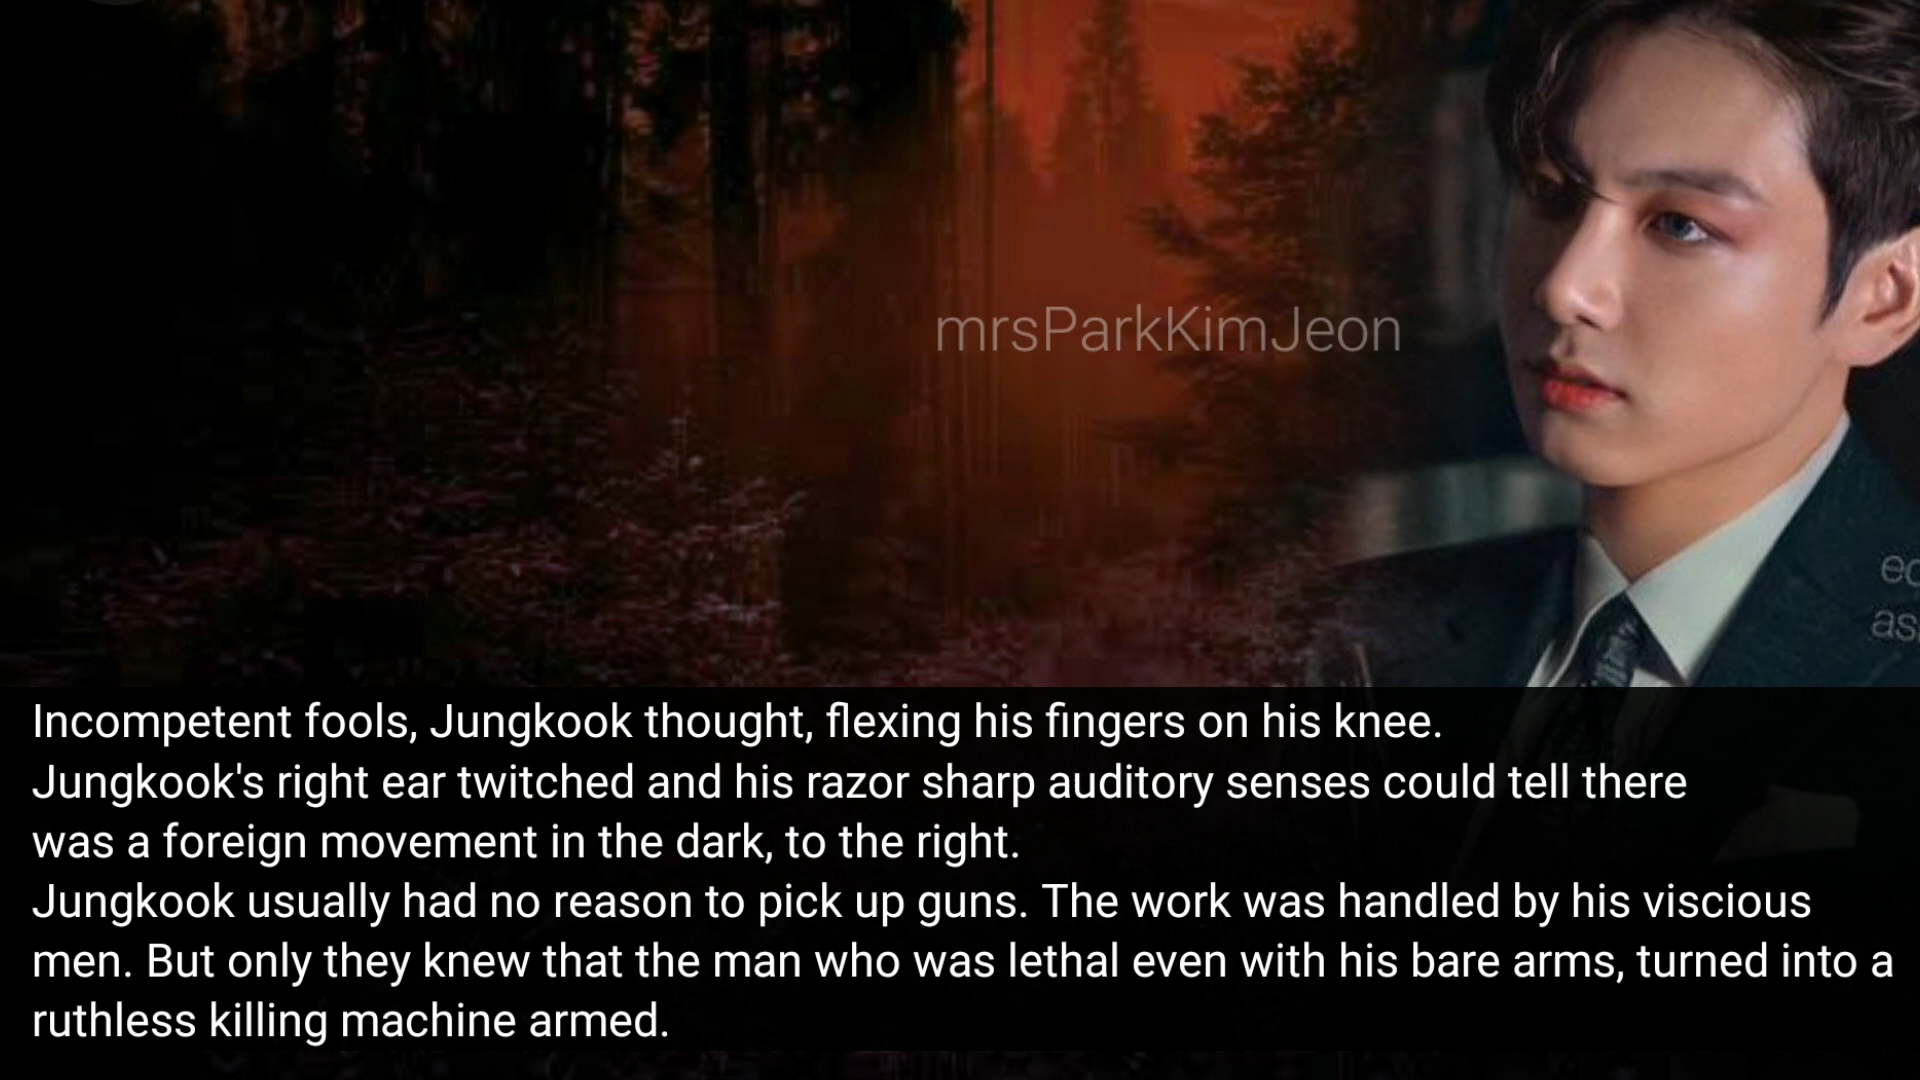 mrsParkKimJeon
Incompetent fools, Jungkook thought, flexing his fingers on his knee.
Jungkook's right ear twitched and his razor sharp auditory senses could tell there
was a foreign movement in the dark, to the right.
Jungkook usually had no reason to pick up guns. The work was handled by his viscious
men. But only they knew that the man who was lethal even with his bare arms, turned into a
ruthless killing machine armed.